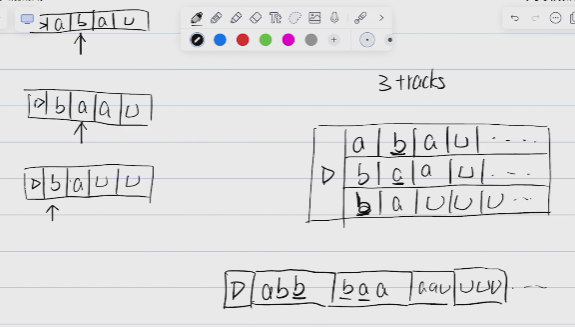 ▷ a b a ⊔
▷ b a a ⊔
▷ b a ⊔ ⊔
3 tracks
▷
a b a ⊔ ....
b a a ⊔ ...
b a ⊔ ⊔ ⊔ ...
▷ abb baa aa⊔ ⊔⊔⊔ ...